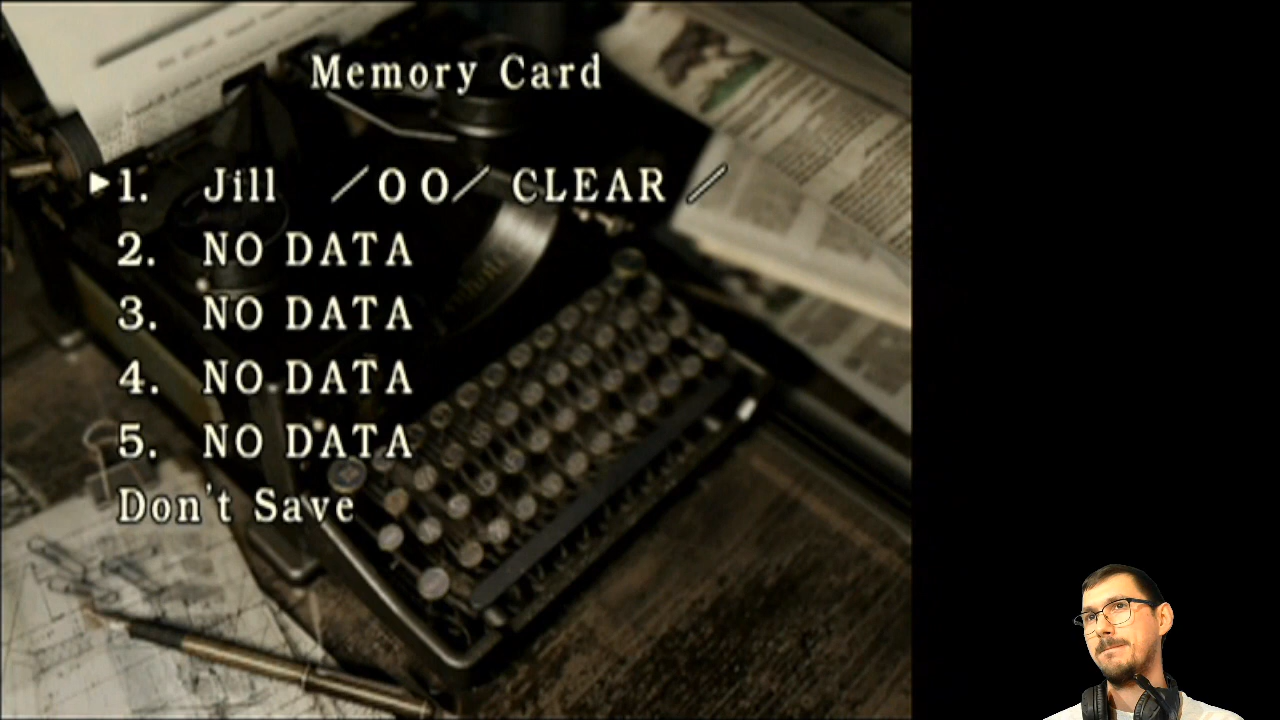 Memory Card
1. Jill /00/ CLEAR /
2. NO DATA
3. NO DATA
4. NO DATA
5. NO DATA
Don't Save